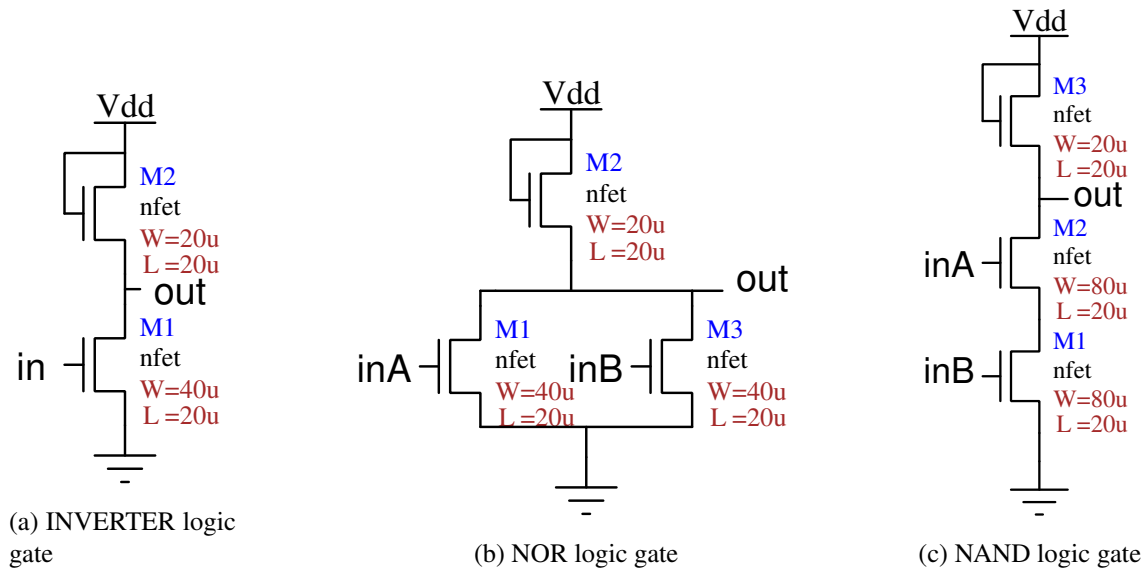 Vdd
M2
nfet
W=20u
L =20u
out
in
M1
nfet
W=40u
L =20u
(a) INVERTER logic
gate
Vdd
M2
nfet
W=20u
L =20u
out
inA
M1
nfet
W=40u
L =20u
inB
M3
nfet
W=40u
L =20u
(b) NOR logic gate
Vdd
M3
nfet
W=20u
L =20u
out
inA
M2
nfet
W=80u
L =20u
inB
M1
nfet
W=80u
L =20u
(c) NAND logic gate